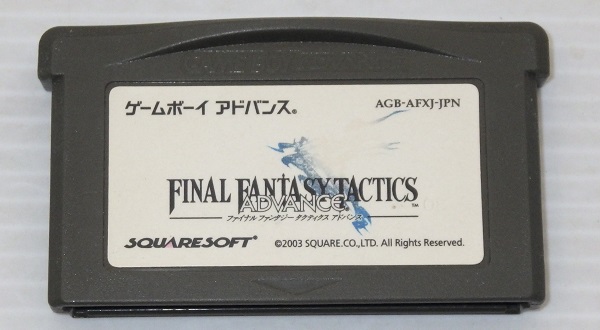 ゲームボーイ アドバンス®
AGB-AFXJ-JPN
FINAL FANTASY TACTICS™
ADVANCE
ファイナル ファンタジー タクティクス アドバンス
SQUARESOFT®
©2003 SQUARE.CO.,LTD. All Rights Reserved.